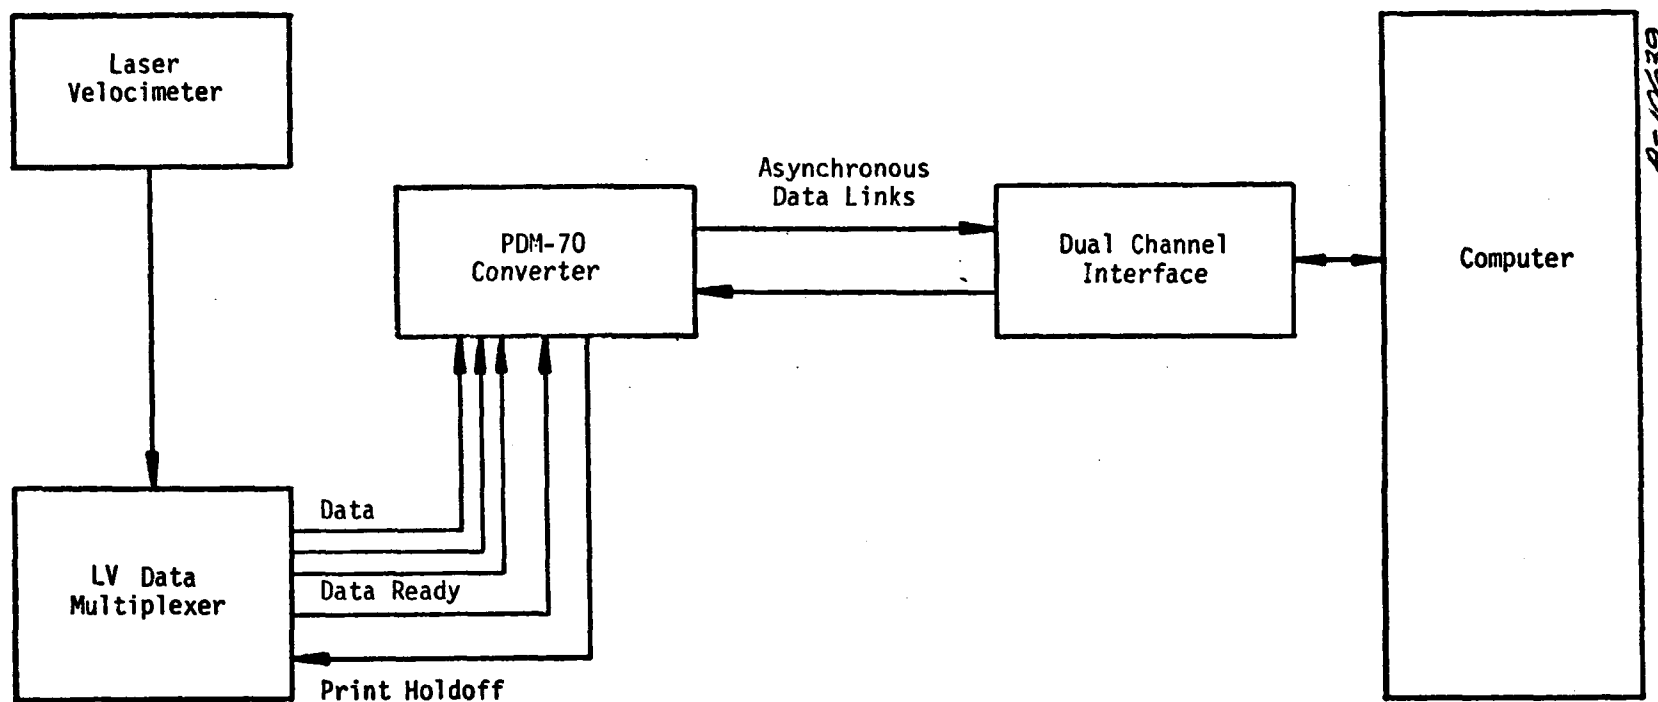 Laser
Velocimeter
Asynchronous
Data Links
PDM-70
Converter
Dual Channel
Interface
Computer
Data
LV Data
Multiplexer
Data Ready
Print Holdoff